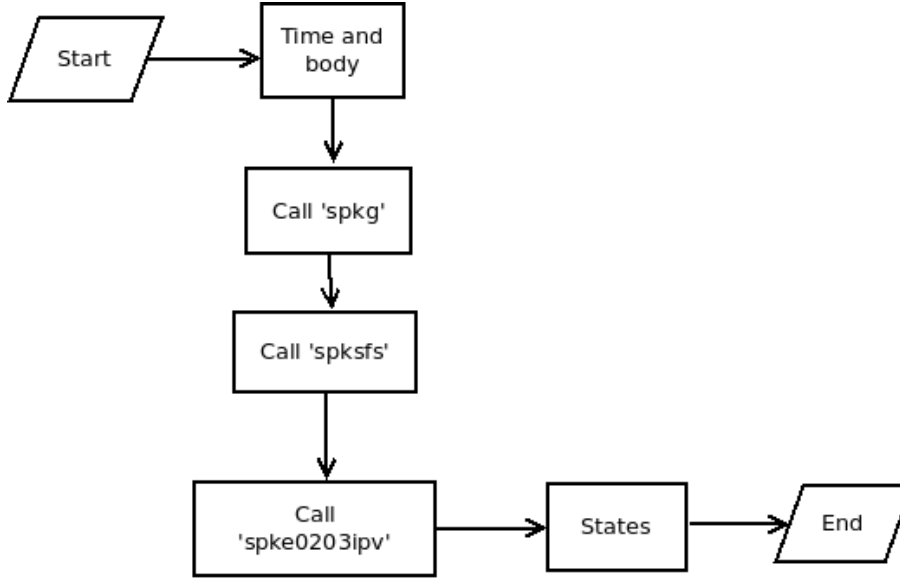 Start
Time and
body
Call 'spkg'
Call 'spksfs'
Call
'spke0203ipv'
States
End